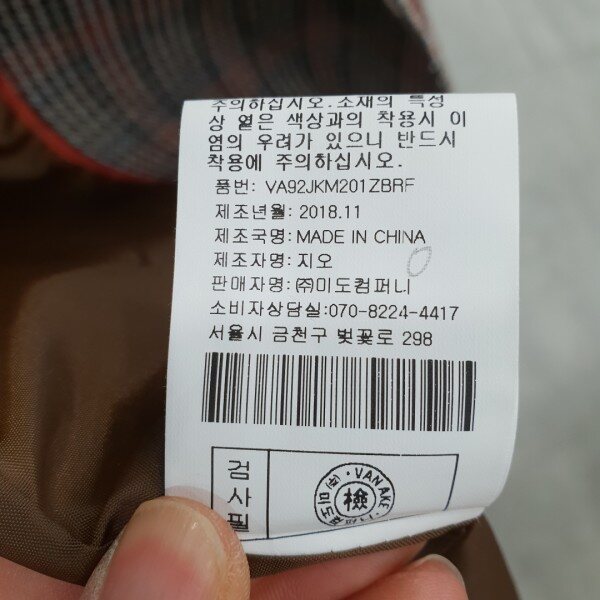 주의하십시오.소재의 특성
상 옅은 색상과의 착용시 이
염의 우려가 있으니 반드시
착용에 주의하십시오.
품번: VA92JKM201ZBRF
제조년월: 2018.11
제조국명: MADE IN CHINA
제조자명: 지오
판매자명: ㈜미도컴퍼니
소비자상담실:070-8224-4417
서울시 금천구 벚꽃로 298
검사필
VANAKE
檢